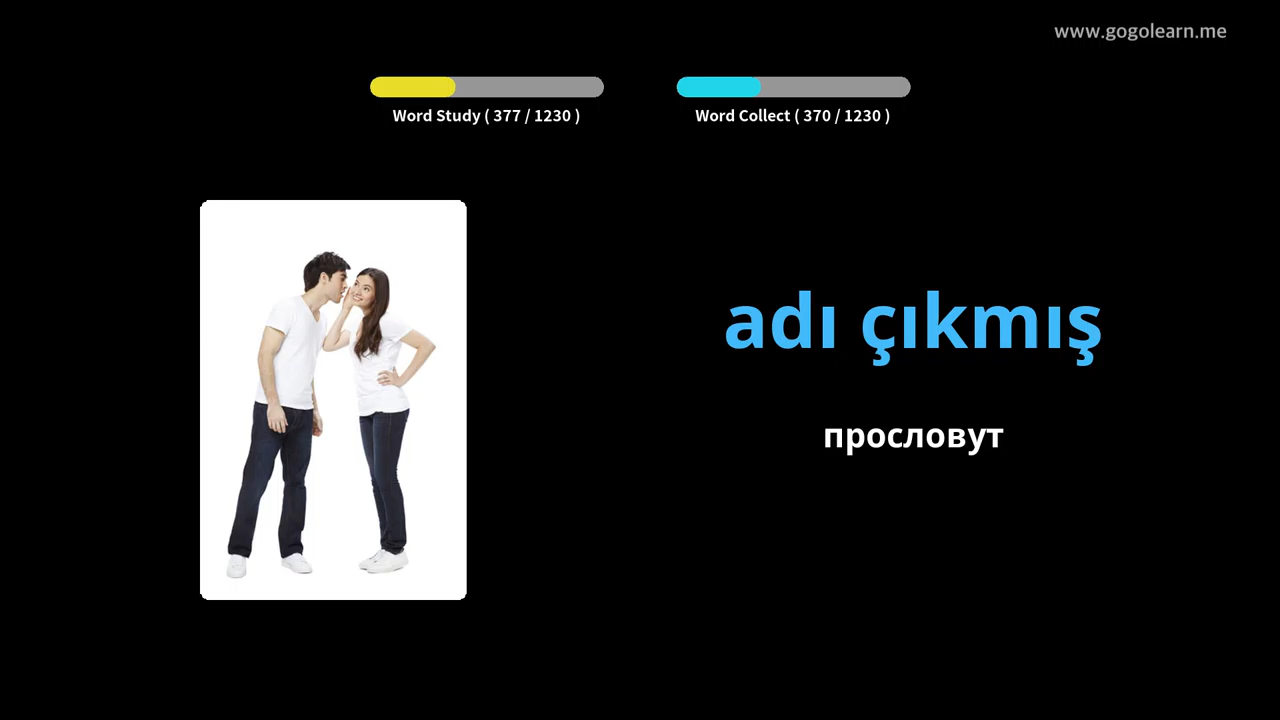 www.gogolearn.me
Word Study ( 377 / 1230 )
Word Collect ( 370 / 1230 )
adı çıkmış
прословут